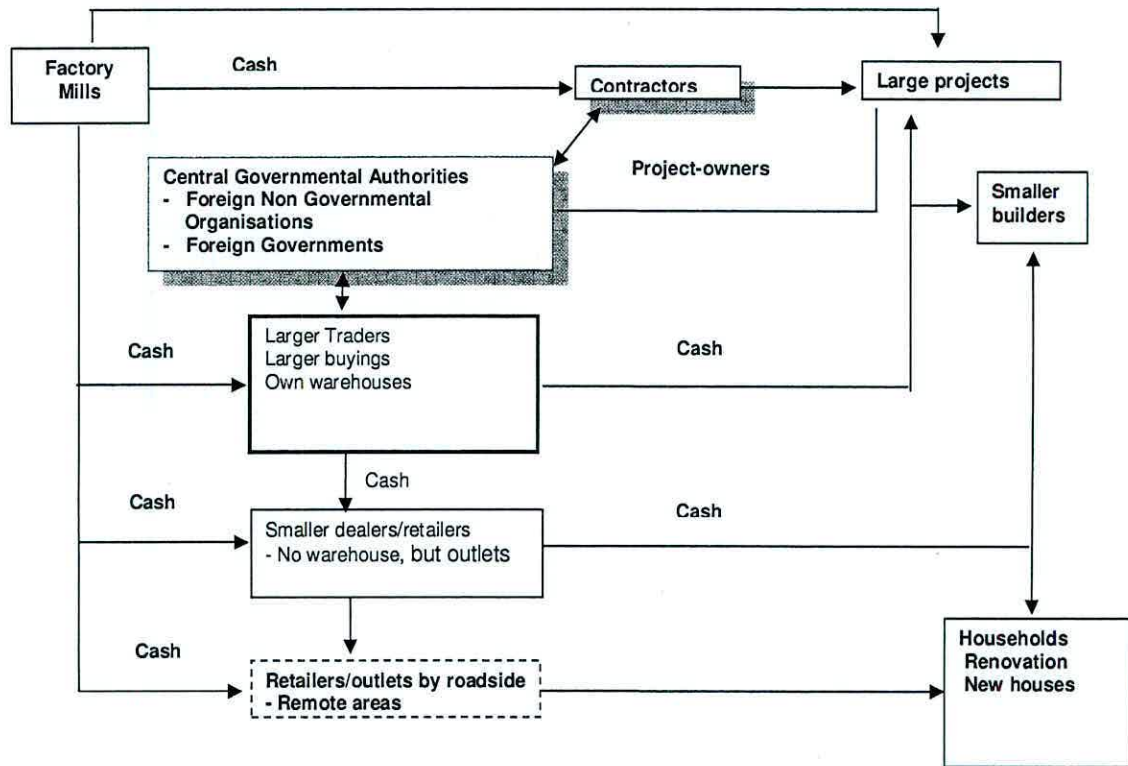 Factory
Mills
Cash
Contractors
Large projects
Central Governmental Authorities
- Foreign Non Governmental
Organisations
- Foreign Governments
Project-owners
Smaller
builders
Cash
Larger Traders
Larger buyings
Own warehouses
Cash
Cash
Cash
Smaller dealers/retailers
- No warehouse, but outlets
Cash
Cash
Retailers/outlets by roadside
- Remote areas
Households
Renovation
New houses